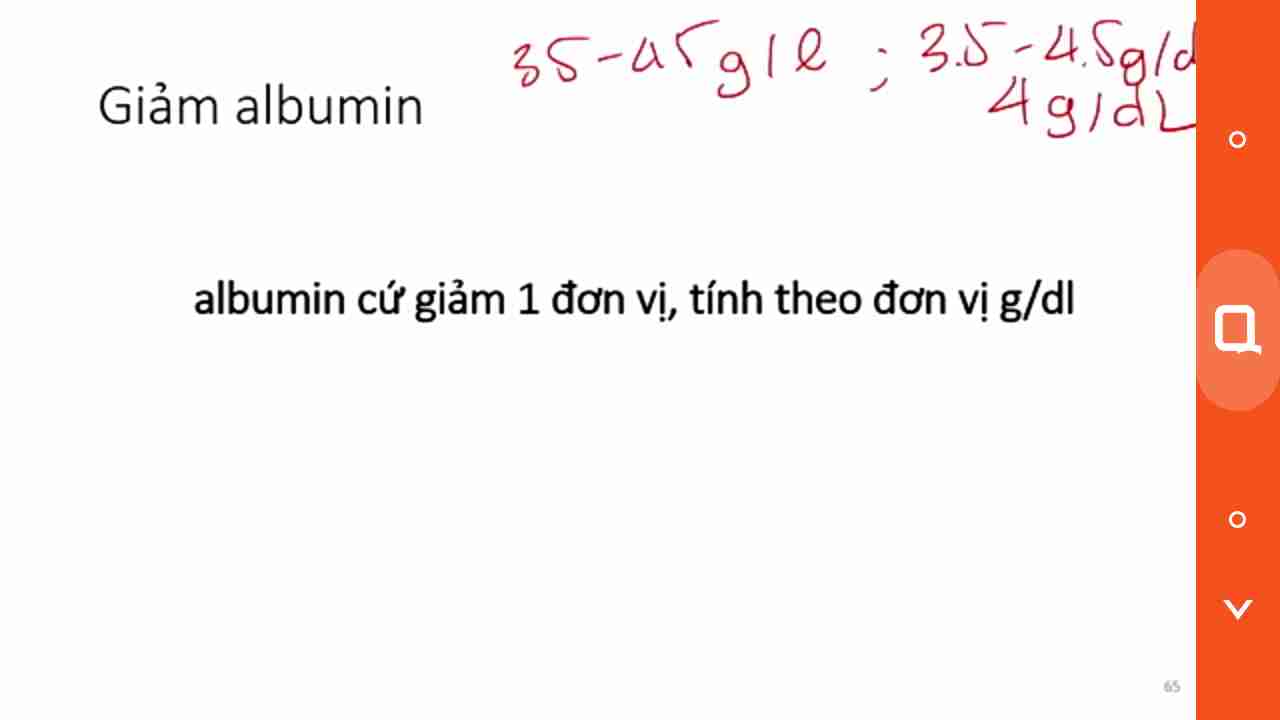 35-45 g/l ; 3.5-4.5g/d
4g/dL
Giảm albumin
albumin cứ giảm 1 đơn vị, tính theo đơn vị g/dl
65